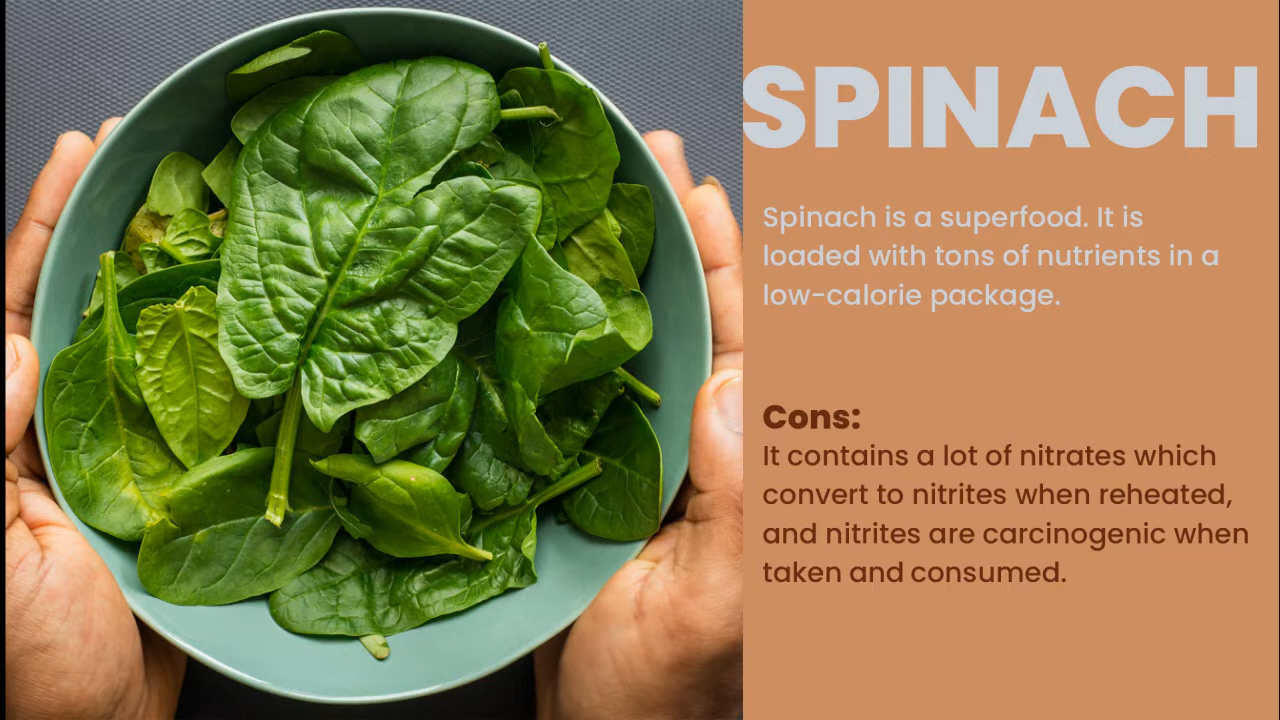 SPINACH
Spinach is a superfood. It is
loaded with tons of nutrients in a
low-calorie package.
Cons:
It contains a lot of nitrates which
convert to nitrites when reheated,
and nitrites are carcinogenic when
taken and consumed.